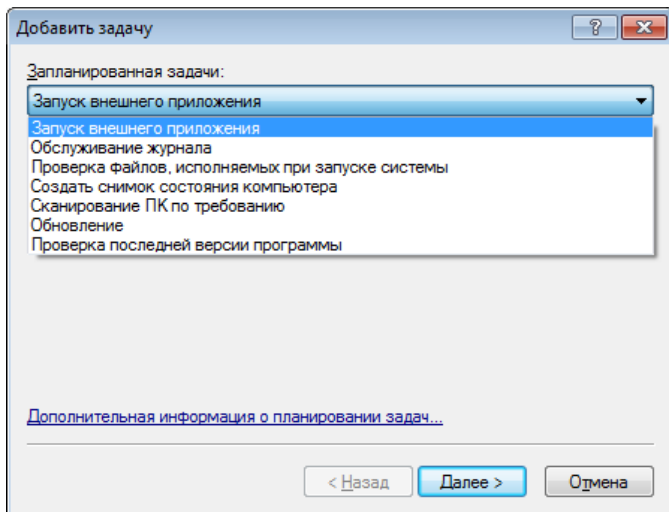 Добавить задачу
Запланированная задачи:
Запуск внешнего приложения
Запуск внешнего приложения
Обслуживание журнала
Проверка файлов, исполняемых при запуске системы
Создать снимок состояния компьютера
Сканирование ПК по требованию
Обновление
Проверка последней версии программы
Дополнительная информация о планировании задач...
< Назад Далее > Отмена